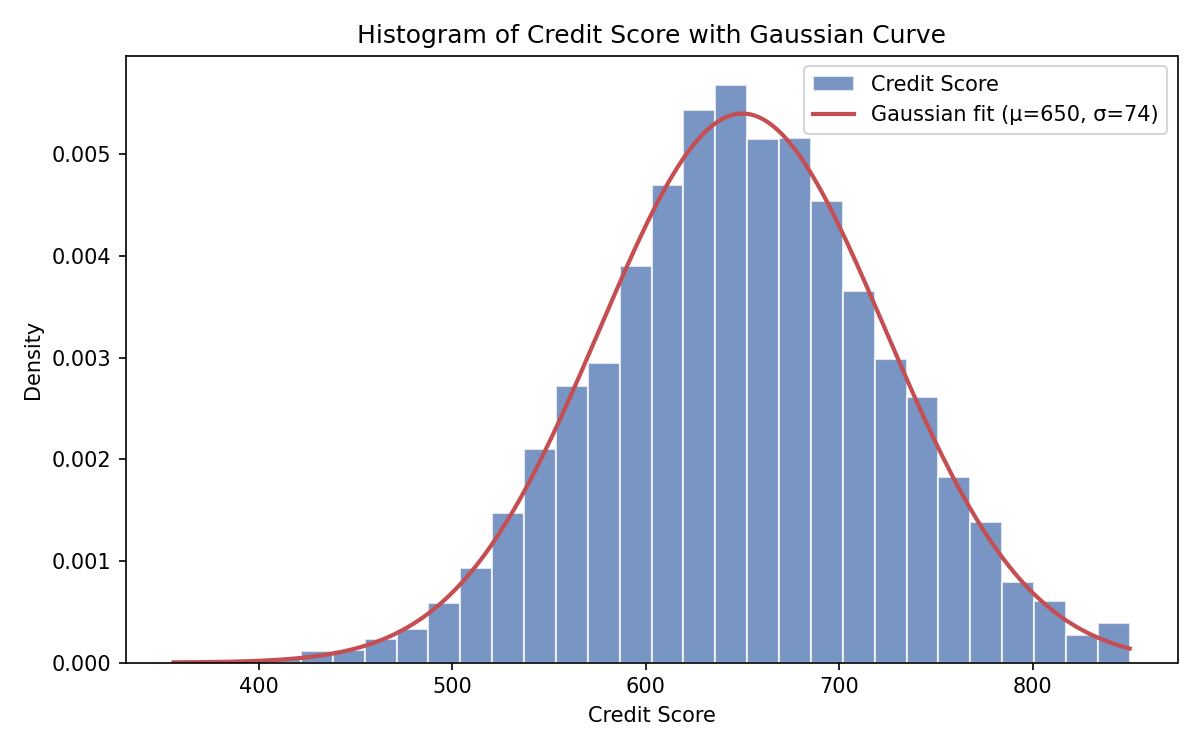 Histogram of Credit Score with Gaussian Curve
Credit Score
Gaussian fit (μ=650, σ=74)
Density
0.005
0.004
0.003
0.002
0.001
0.000
400 500 600 700 800
Credit Score